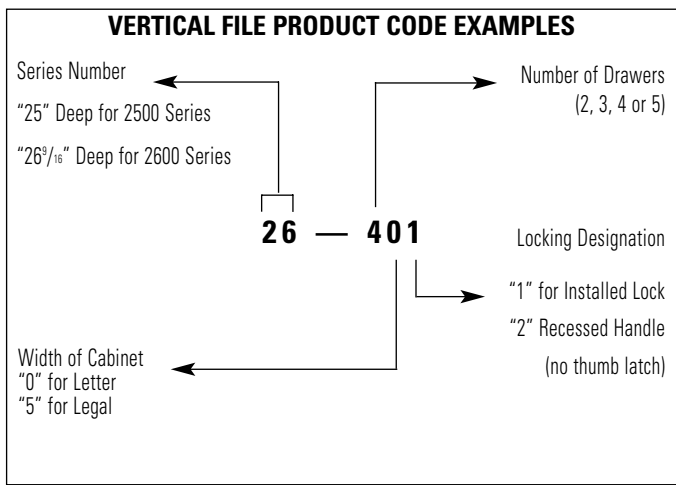 VERTICAL FILE PRODUCT CODE EXAMPLES
Series Number
“25” Deep for 2500 Series
“26⁹/₁₆” Deep for 2600 Series
Number of Drawers
(2, 3, 4 or 5)
26 — 401
Locking Designation
“1” for Installed Lock
“2” Recessed Handle
(no thumb latch)
Width of Cabinet
“0” for Letter
“5” for Legal